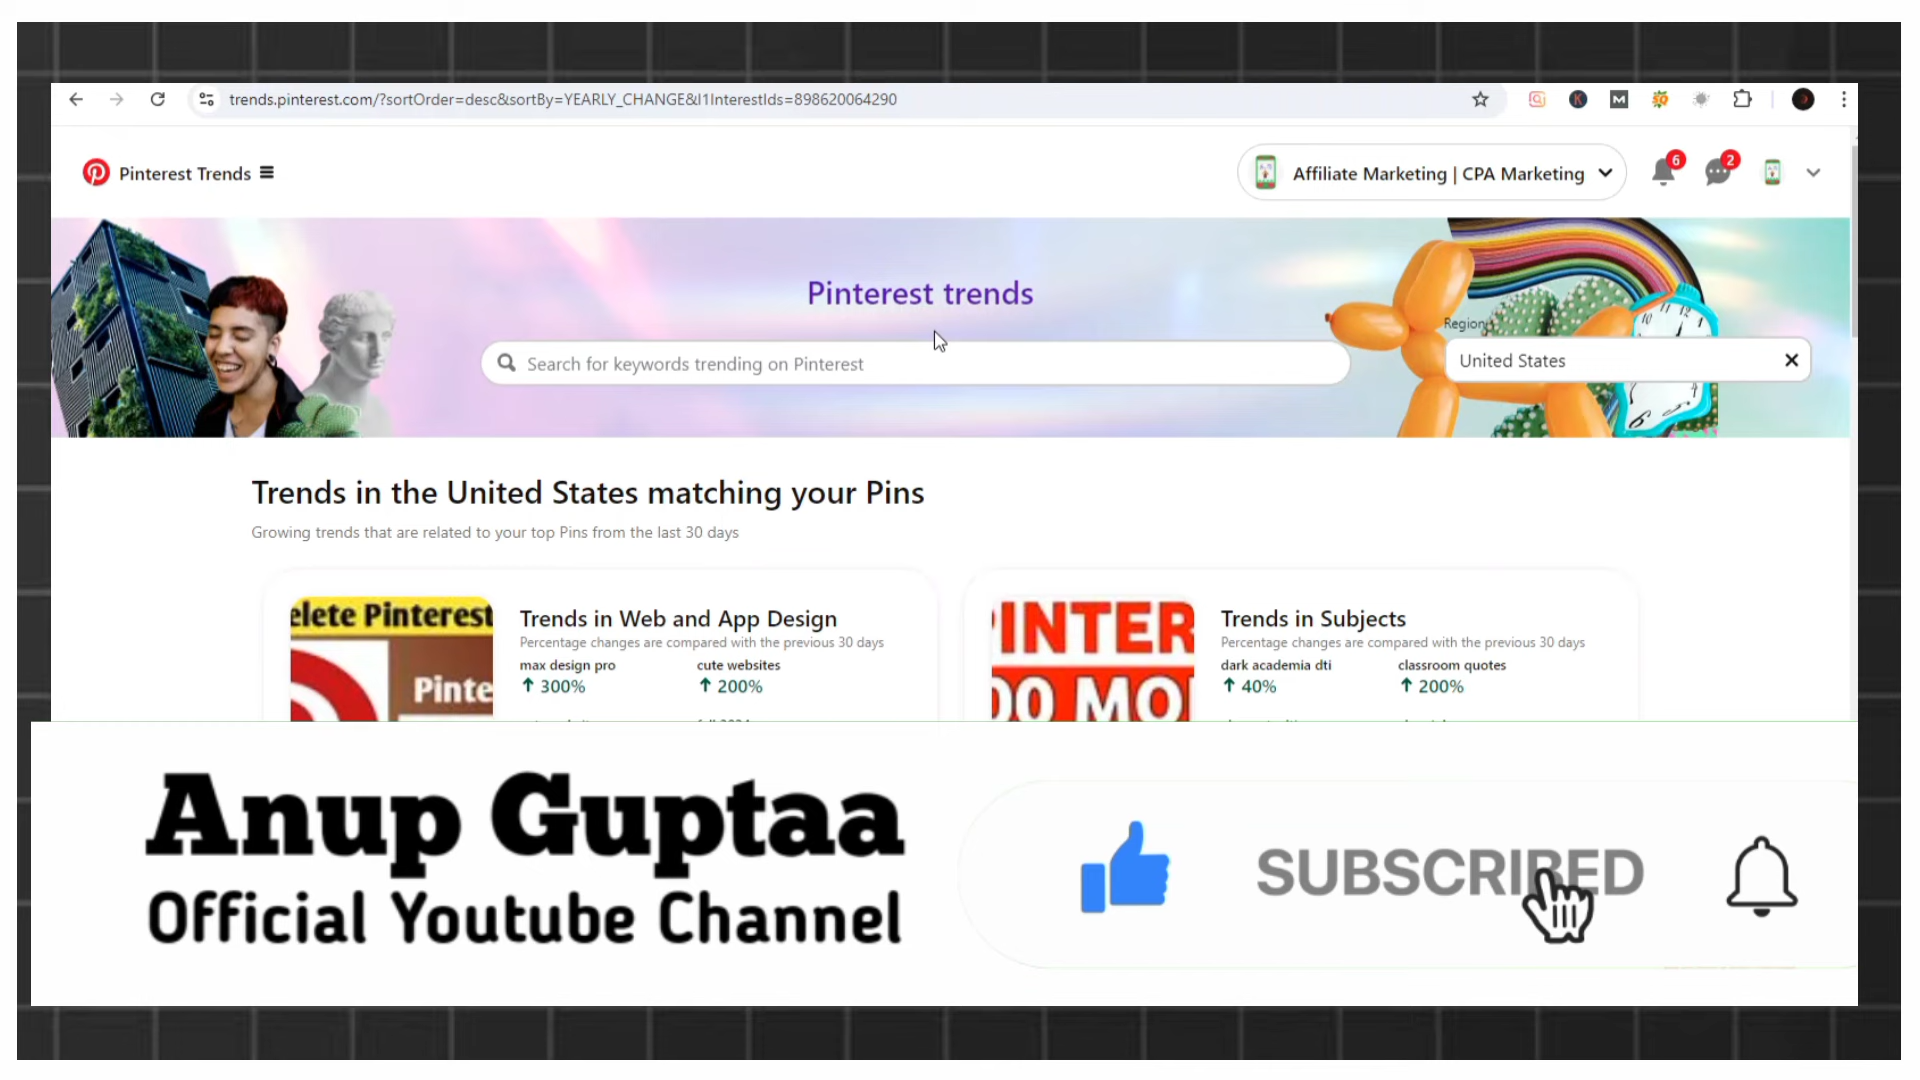 trends.pinterest.com/?sortOrder=desc&sortBy=YEARLY_CHANGE&l1InterestIds=898620064290
Pinterest Trends
Affiliate Marketing | CPA Marketing
6
2
Pinterest trends
Region
Search for keywords trending on Pinterest
United States
Trends in the United States matching your Pins
Growing trends that are related to your top Pins from the last 30 days
elete Pinterest
Pinte
Trends in Web and App Design
Percentage changes are compared with the previous 30 days
max design pro
cute websites
300%
200%
PINTER
DO MO
Trends in Subjects
Percentage changes are compared with the previous 30 days
dark academia dti
classroom quotes
40%
200%
Anup Guptaa
Official Youtube Channel
SUBSCRIBED